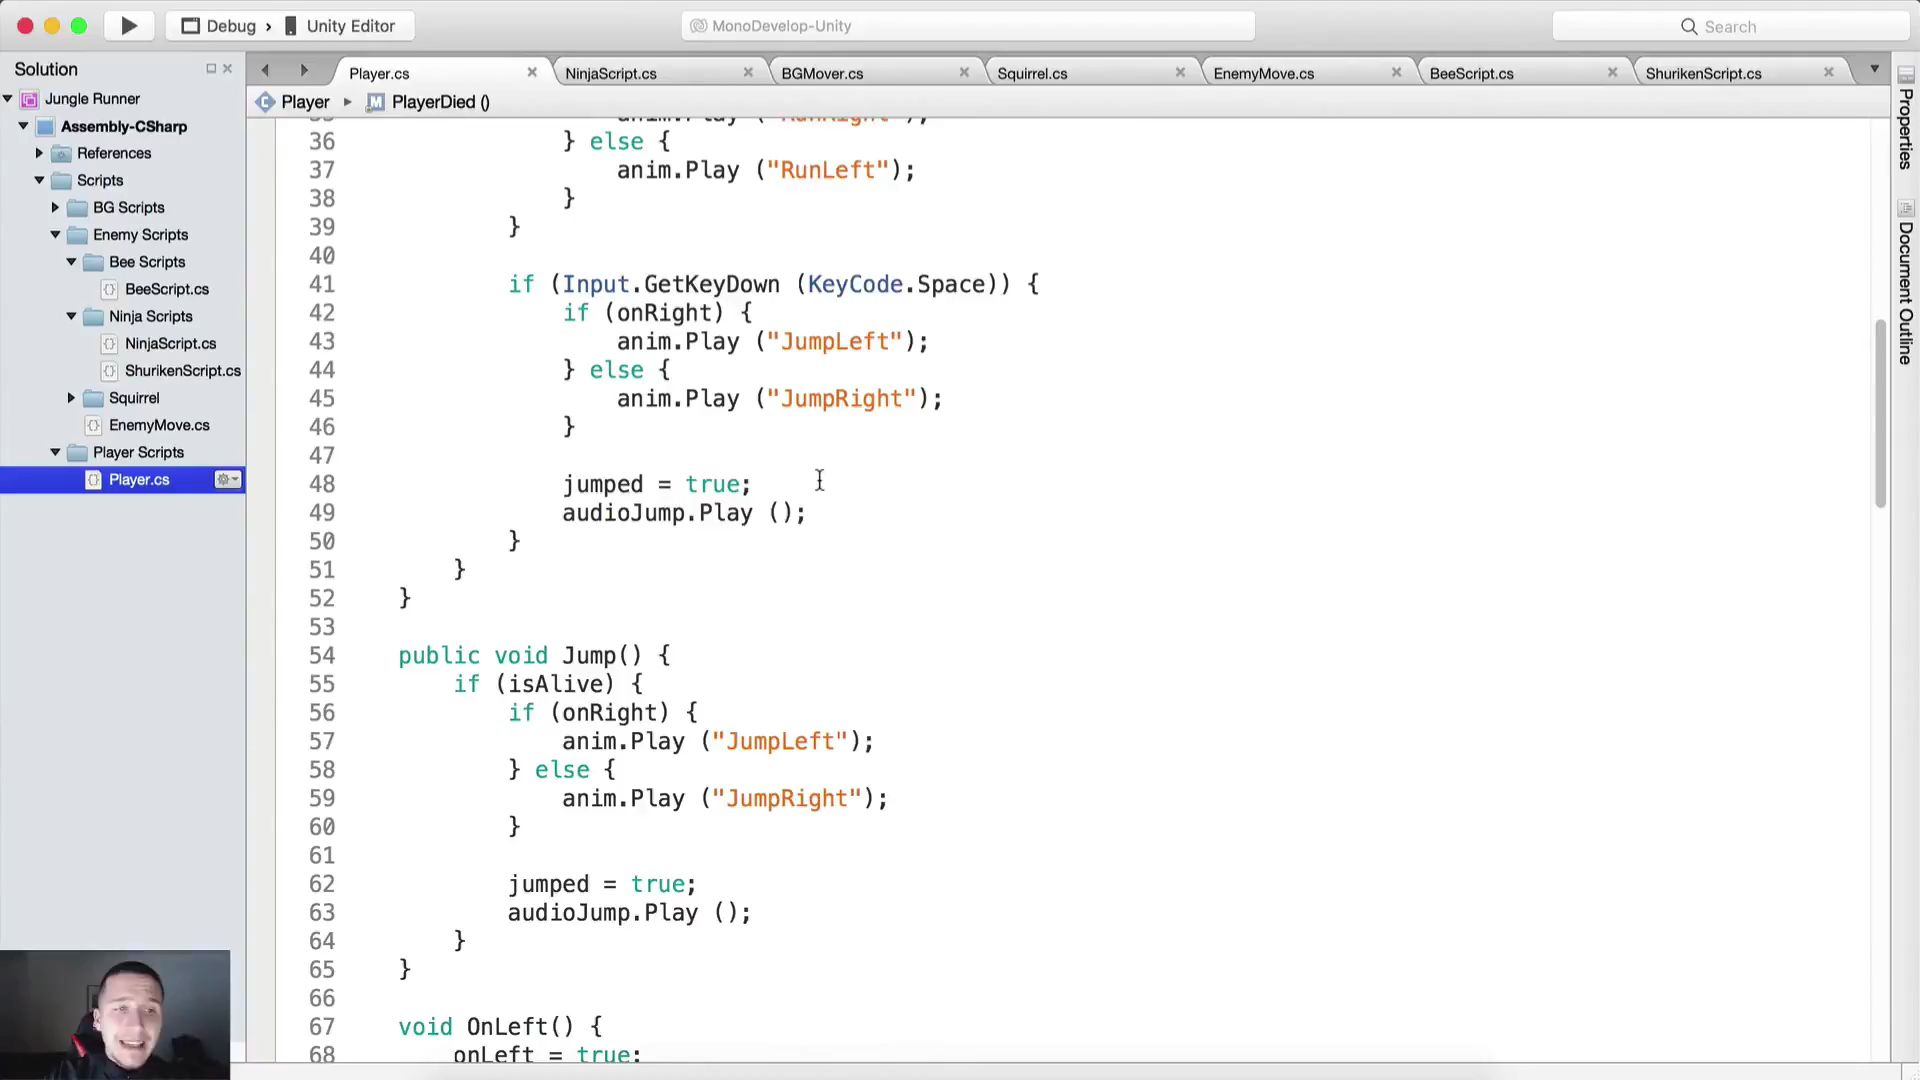 Debug › Unity Editor
MonoDevelop-Unity
Search
Solution
Jungle Runner
Assembly-CSharp
References
Scripts
BG Scripts
Enemy Scripts
Bee Scripts
BeeScript.cs
Ninja Scripts
NinjaScript.cs
ShurikenScript.cs
Squirrel
EnemyMove.cs
Player Scripts
Player.cs
Player.cs NinjaScript.cs BGMover.cs Squirrel.cs EnemyMove.cs BeeScript.cs ShurikenScript.cs
Player ▸ PlayerDied ()
35 anim.Play ("RunRight");
36 } else {
37 anim.Play ("RunLeft");
38 }
39 }
40
41 if (Input.GetKeyDown (KeyCode.Space)) {
42 if (onRight) {
43 anim.Play ("JumpLeft");
44 } else {
45 anim.Play ("JumpRight");
46 }
47
48 jumped = true;
49 audioJump.Play ();
50 }
51 }
52 }
53
54 public void Jump() {
55 if (isAlive) {
56 if (onRight) {
57 anim.Play ("JumpLeft");
58 } else {
59 anim.Play ("JumpRight");
60 }
61
62 jumped = true;
63 audioJump.Play ();
64 }
65 }
66
67 void OnLeft() {
68 onLeft = true;
Properties
Document Outline